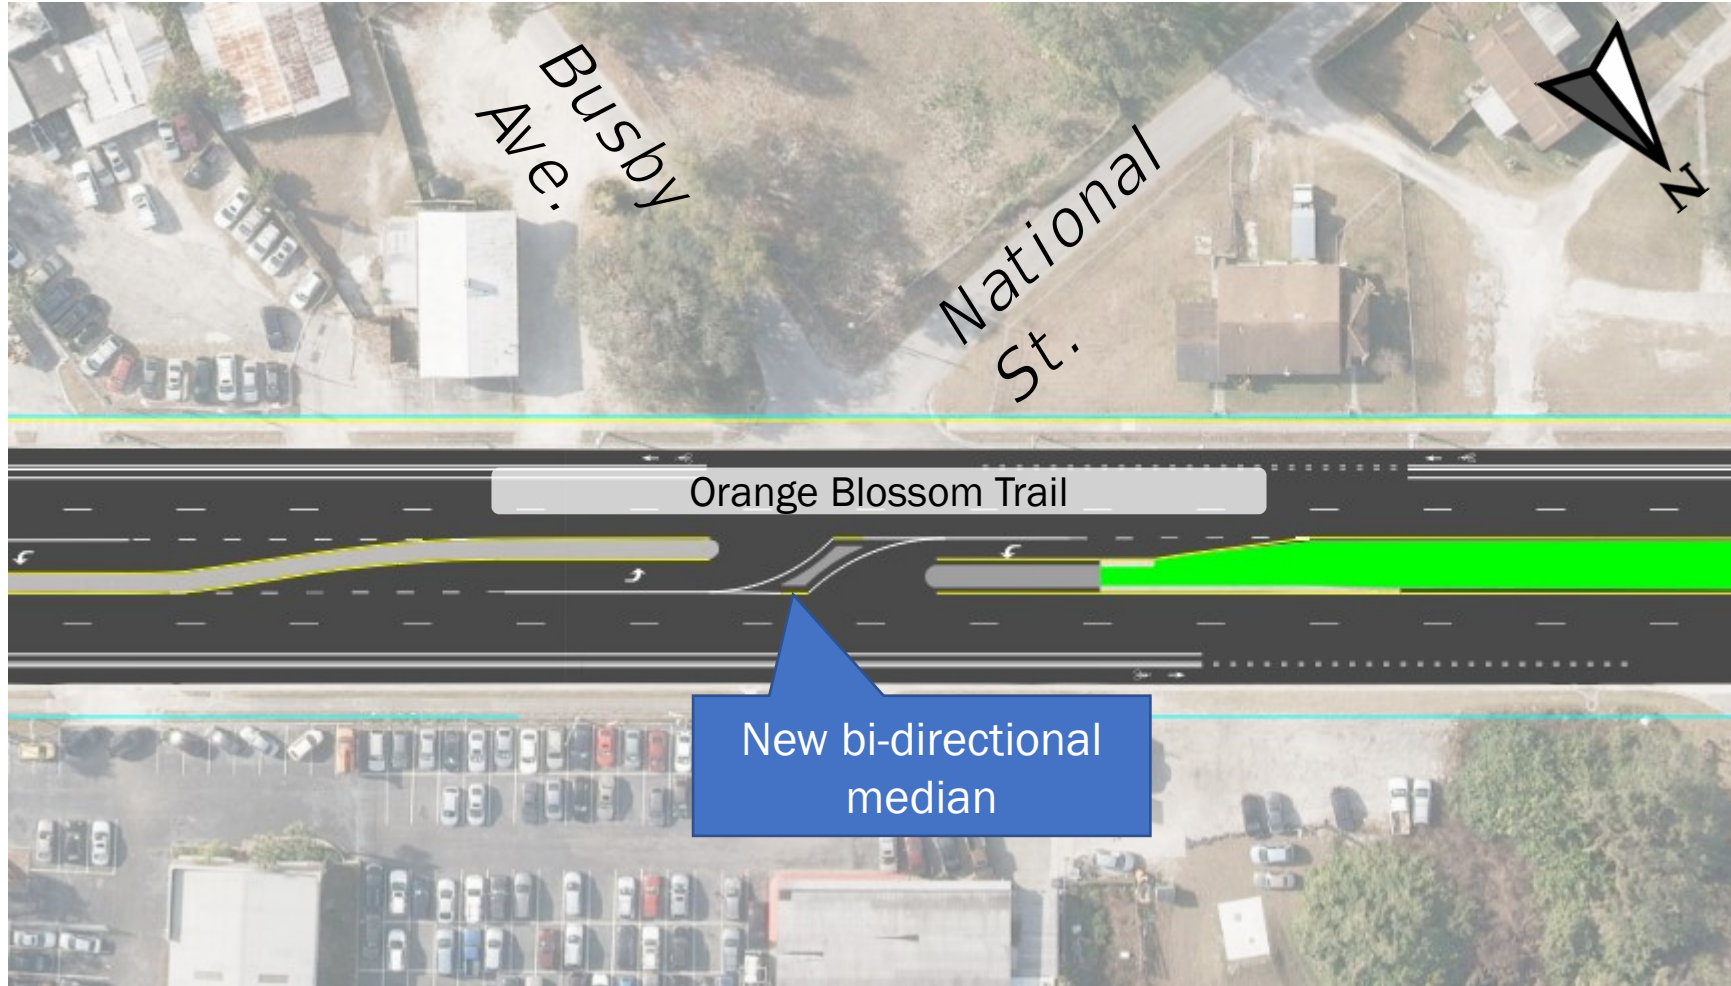 Busby
Ave.
National
St.
N
Orange Blossom Trail
New bi-directional
median